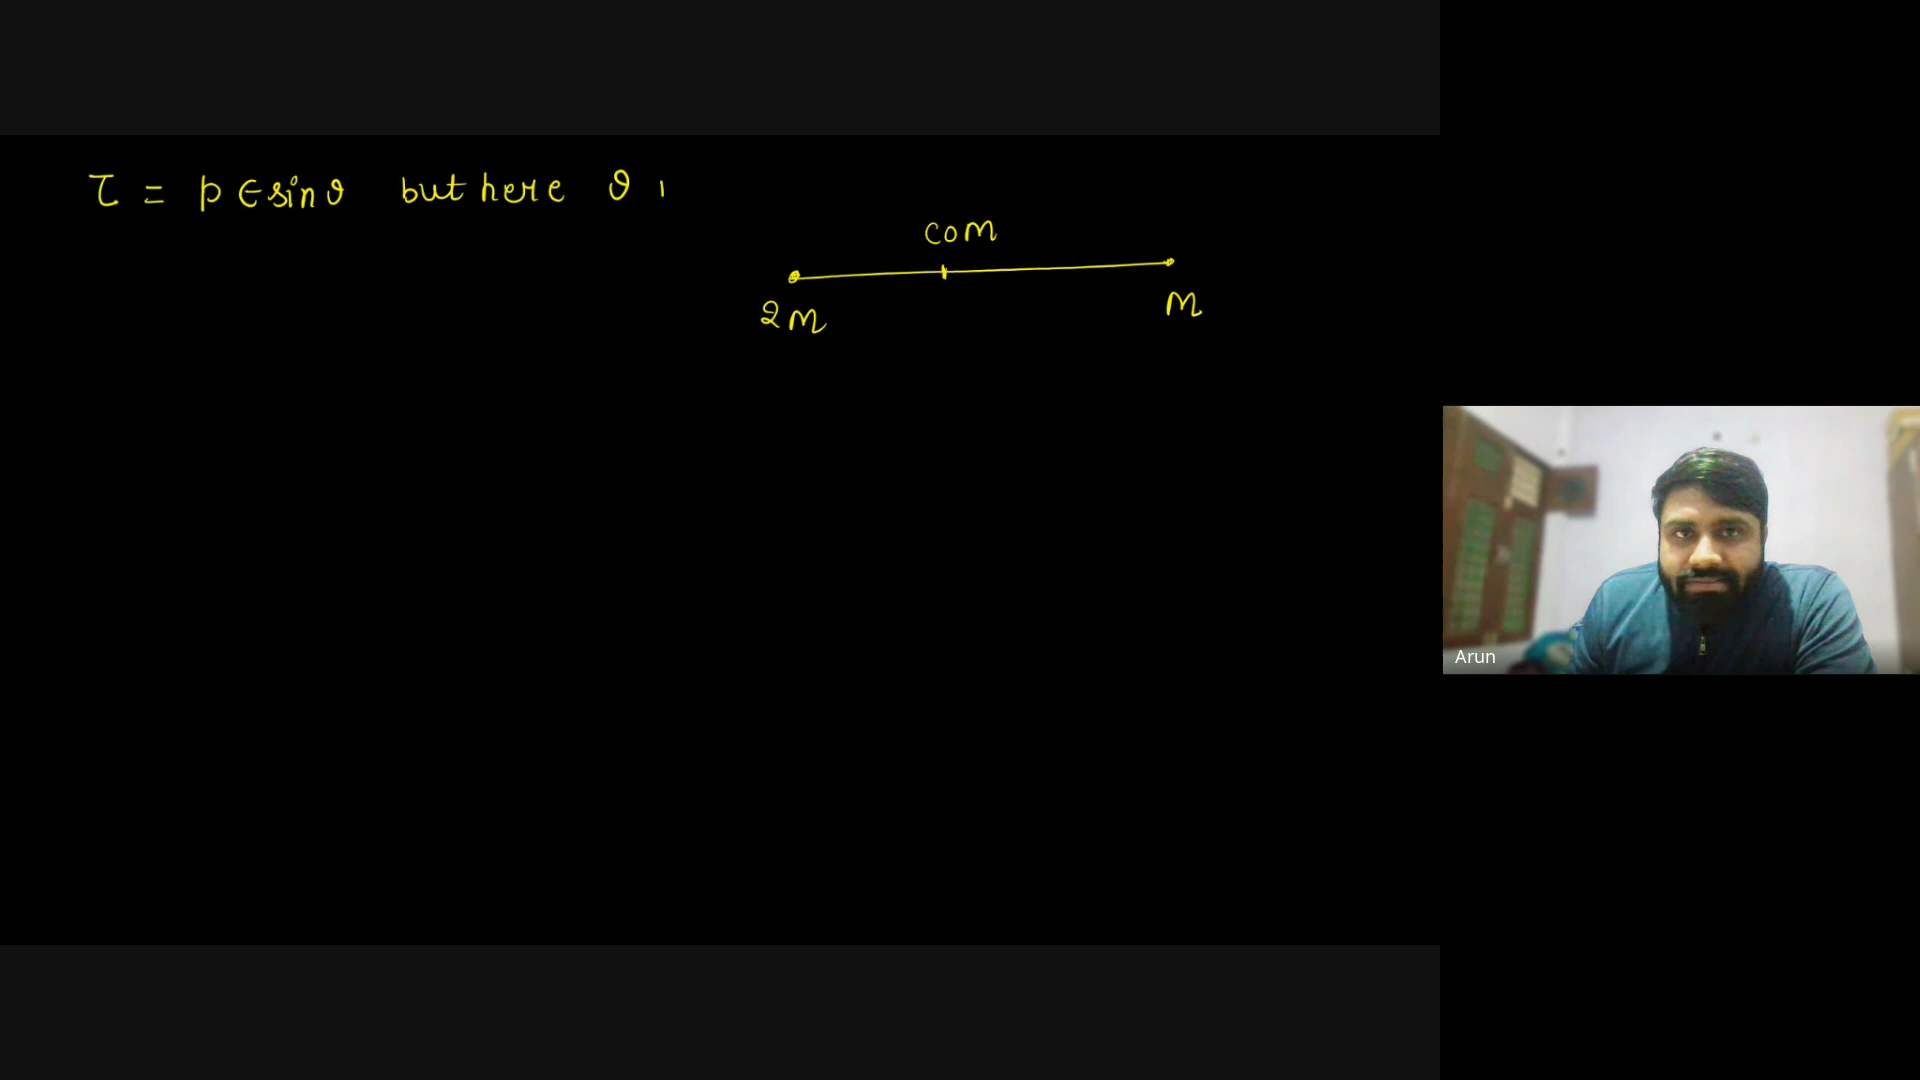 τ = pEsinθ but here θ ı
COM
2M M
Arun